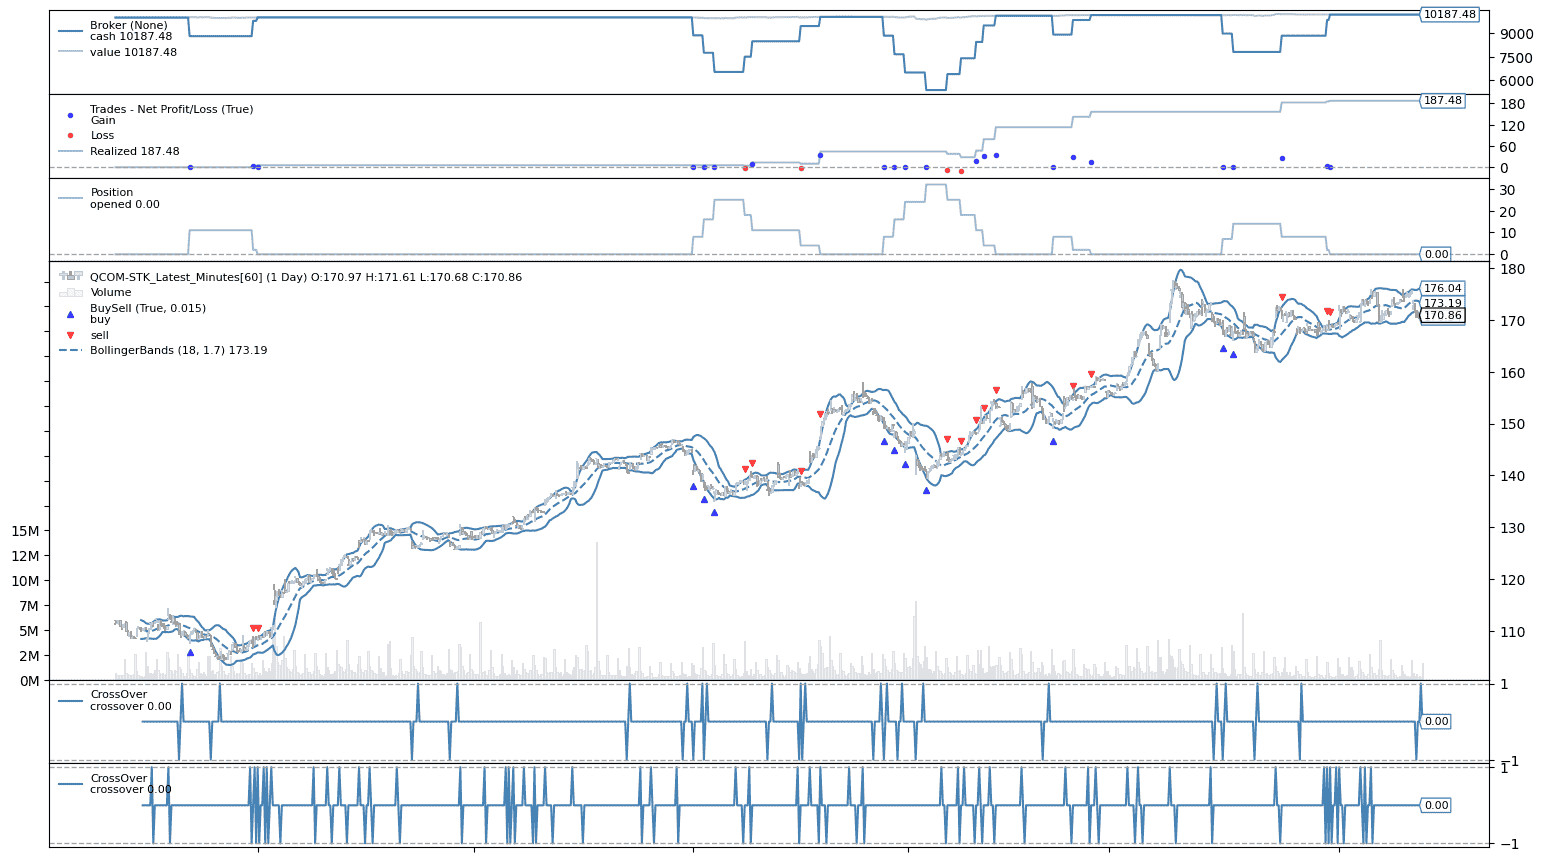 Broker (None)
cash 10187.48
value 10187.48
10187.48
9000
7500
6000
Trades - Net Profit/Loss (True)
Gain
Loss
Realized 187.48
187.48
180
120
60
0
Position
opened 0.00
30
20
10
0
0.00
QCOM-STK_Latest_Minutes[60] (1 Day) O:170.97 H:171.61 L:170.68 C:170.86
Volume
BuySell (True, 0.015)
buy
sell
BollingerBands (18, 1.7) 173.19
180
176.04
173.19
170.86
170
160
150
140
130
120
110
15M
12M
10M
7M
5M
2M
0M
CrossOver
crossover 0.00
1
0.00
−1
CrossOver
crossover 0.00
1
0.00
−1